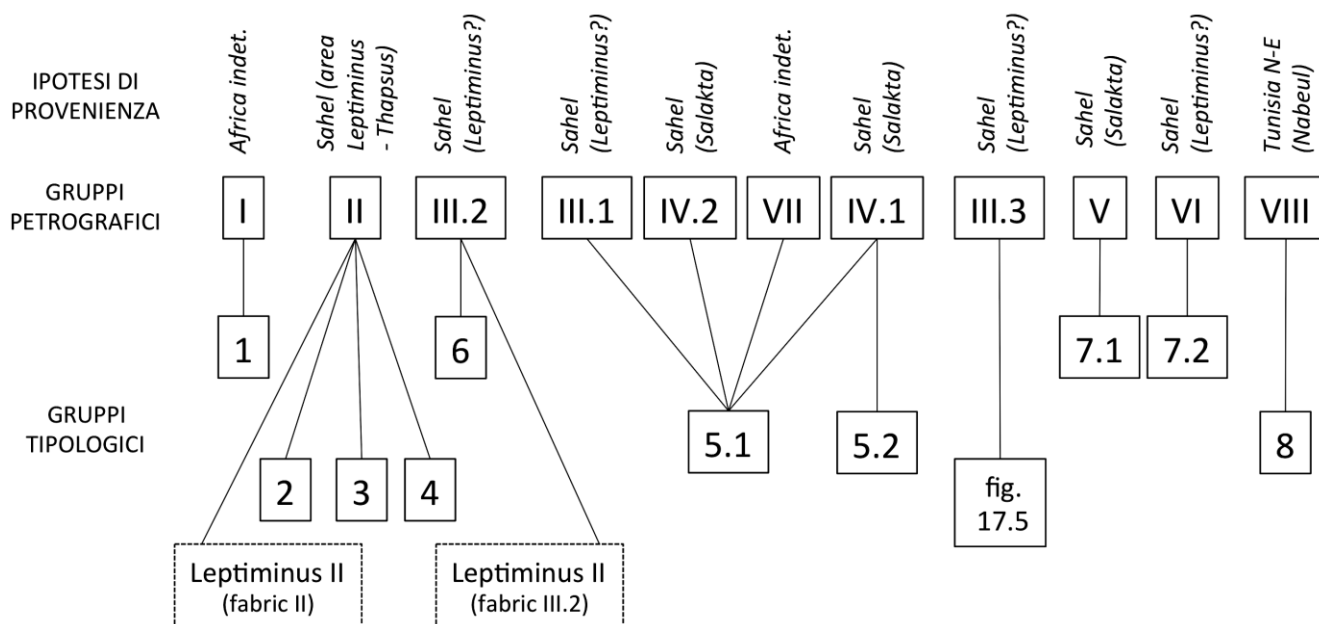 IPOTESI DI
PROVENIENZA
Africa indet.
Sahel (area
Leptiminus
- Thapsus)
Sahel
(Leptiminus?)
Sahel
(Leptiminus?)
Sahel
(Salakta)
Africa indet.
Sahel
(Salakta)
Sahel
(Leptiminus?)
Sahel
(Salakta)
Sahel
(Leptiminus?)
Tunisia N-E
(Nabeul)
GRUPPI
PETROGRAFICI
I
II
III.2
III.1
IV.2
VII
IV.1
III.3
V
VI
VIII
GRUPPI
TIPOLOGICI
1
6
7.1
7.2
5.1
5.2
8
2
3
4
fig.
17.5
Leptiminus II
(fabric II)
Leptiminus II
(fabric III.2)